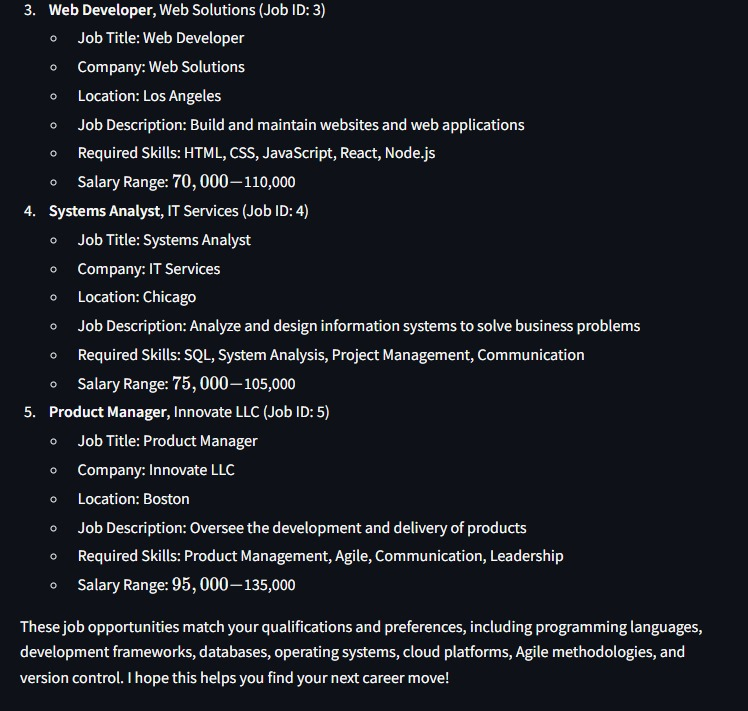 3. Web Developer, Web Solutions (Job ID: 3)
◦ Job Title: Web Developer
◦ Company: Web Solutions
◦ Location: Los Angeles
◦ Job Description: Build and maintain websites and web applications
◦ Required Skills: HTML, CSS, JavaScript, React, Node.js
◦ Salary Range: 70,000−110,000
4. Systems Analyst, IT Services (Job ID: 4)
◦ Job Title: Systems Analyst
◦ Company: IT Services
◦ Location: Chicago
◦ Job Description: Analyze and design information systems to solve business problems
◦ Required Skills: SQL, System Analysis, Project Management, Communication
◦ Salary Range: 75,000−105,000
5. Product Manager, Innovate LLC (Job ID: 5)
◦ Job Title: Product Manager
◦ Company: Innovate LLC
◦ Location: Boston
◦ Job Description: Oversee the development and delivery of products
◦ Required Skills: Product Management, Agile, Communication, Leadership
◦ Salary Range: 95,000−135,000
These job opportunities match your qualifications and preferences, including programming languages,
development frameworks, databases, operating systems, cloud platforms, Agile methodologies, and
version control. I hope this helps you find your next career move!